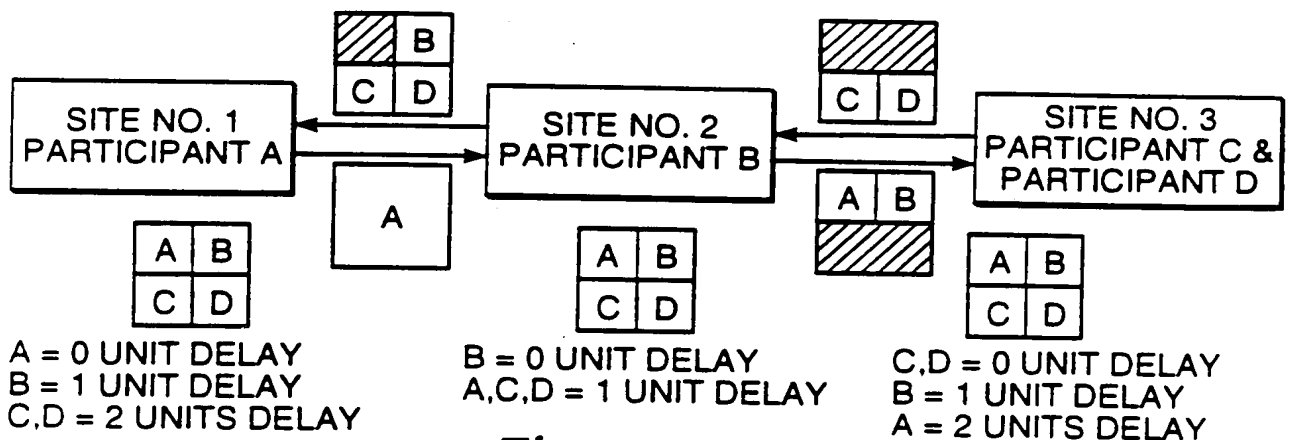 B
C D
C D
SITE NO. 1
PARTICIPANT A
SITE NO. 2
PARTICIPANT B
SITE NO. 3
PARTICIPANT C &
PARTICIPANT D
A
A B
A B
C D
A B
C D
A B
C D
A = 0 UNIT DELAY
B = 1 UNIT DELAY
C,D = 2 UNITS DELAY
B = 0 UNIT DELAY
A,C,D = 1 UNIT DELAY
C,D = 0 UNIT DELAY
B = 1 UNIT DELAY
A = 2 UNITS DELAY